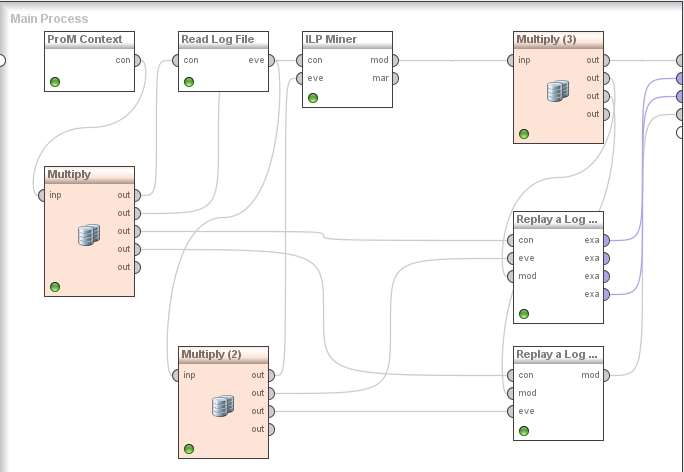 Main Process
ProM Context
con
Read Log File
con eve
ILP Miner
con mod
eve mar
Multiply (3)
inp out
out
out
out
Multiply
inp out
out
out
out
out
Replay a Log ...
con exa
eve exa
mod exa
exa
Multiply (2)
inp out
out
out
out
Replay a Log ...
con mod
mod
eve